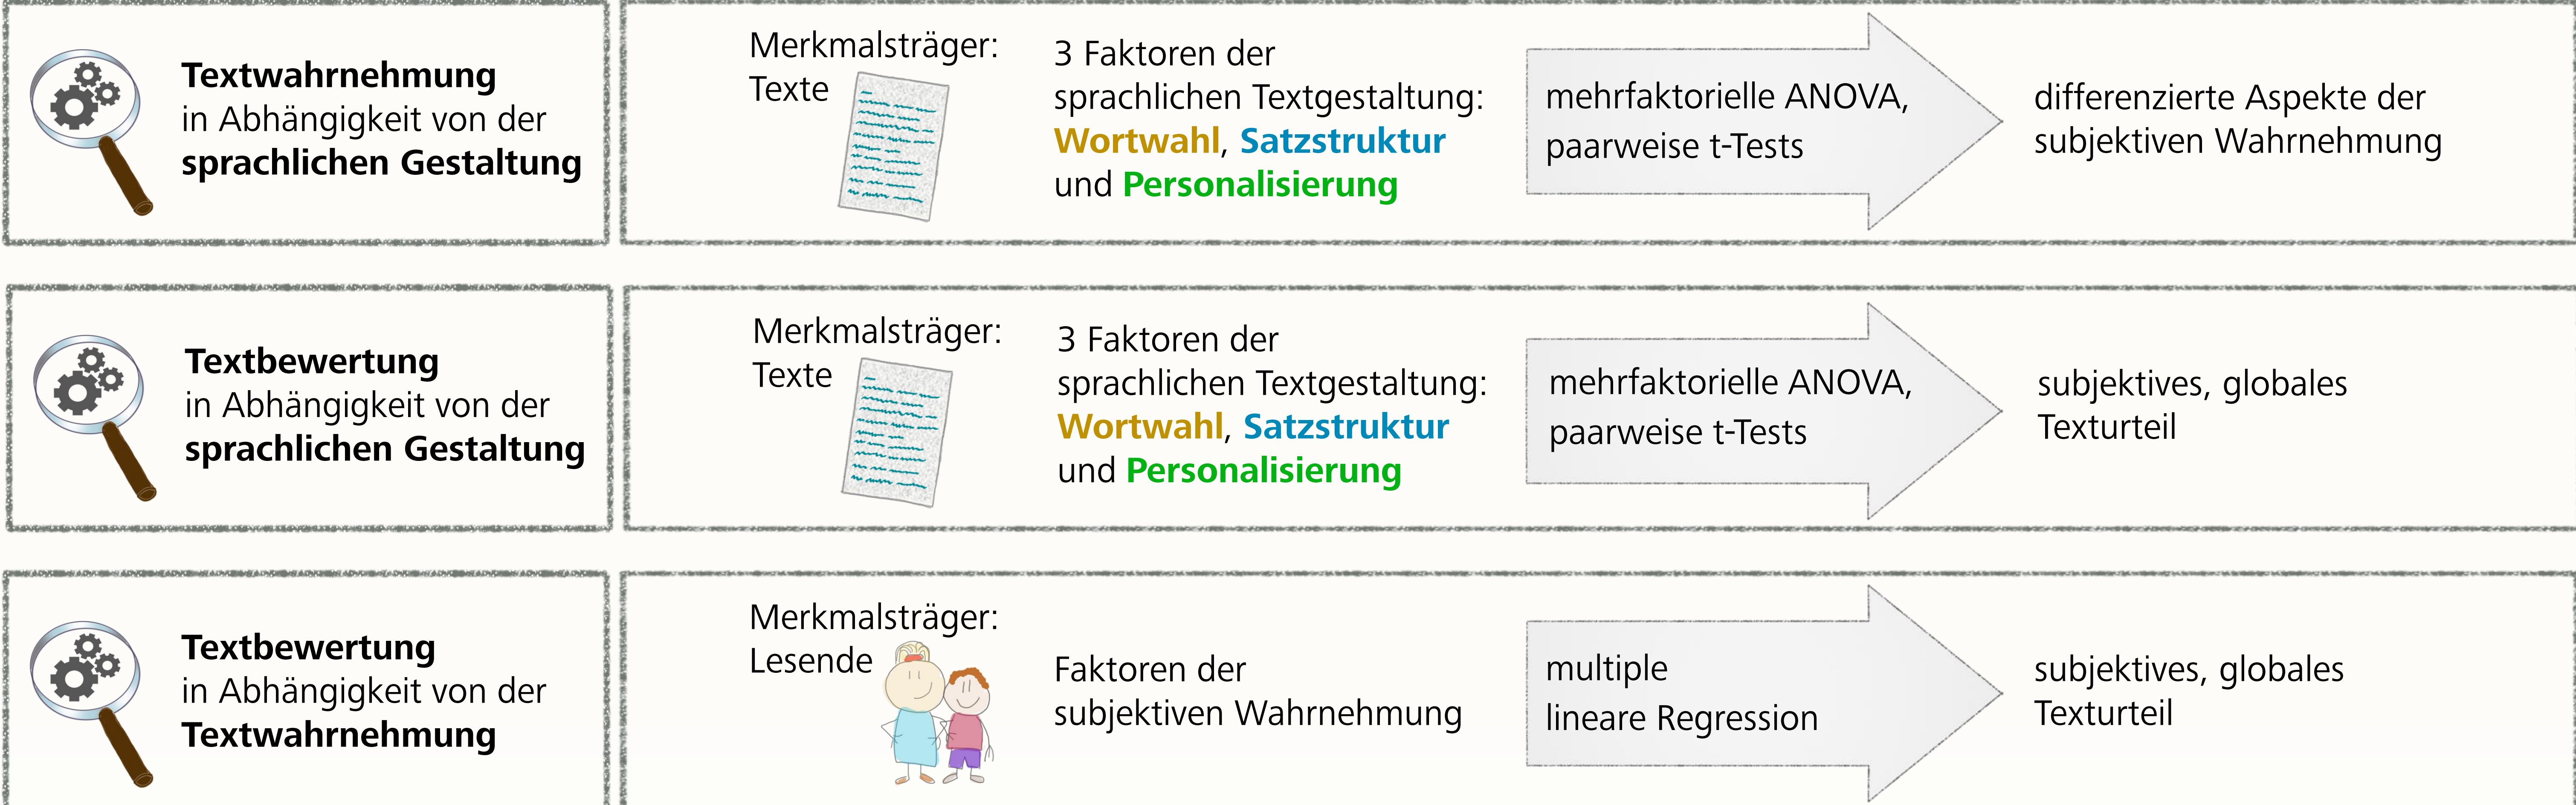 Textwahrnehmung
in Abhängigkeit von der
sprachlichen Gestaltung
Merkmalsträger:
Texte
3 Faktoren der
sprachlichen Textgestaltung:
Wortwahl, Satzstruktur
und Personalisierung
mehrfaktorielle ANOVA,
paarweise t-Tests
differenzierte Aspekte der
subjektiven Wahrnehmung
Textbewertung
in Abhängigkeit von der
sprachlichen Gestaltung
Merkmalsträger:
Texte
3 Faktoren der
sprachlichen Textgestaltung:
Wortwahl, Satzstruktur
und Personalisierung
mehrfaktorielle ANOVA,
paarweise t-Tests
subjektives, globales
Texturteil
Textbewertung
in Abhängigkeit von der
Textwahrnehmung
Merkmalsträger:
Lesende
Faktoren der
subjektiven Wahrnehmung
multiple
lineare Regression
subjektives, globales
Texturteil